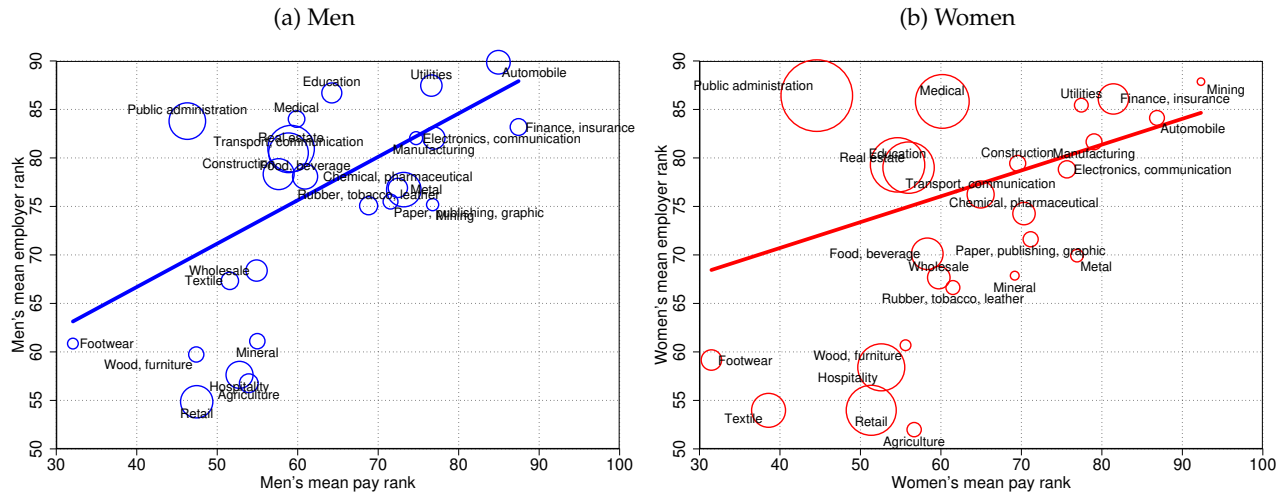 (a) Men
(b) Women
Men's mean employer rank
90
85
80
75
70
65
60
55
50
Automobile
Utilities
Education
Medical
Public administration
Real estate
Transport, communication
Finance, insurance
Electronics, communication
Manufacturing
Construction
Food, beverage
Chemical, pharmaceutical
Metal
Rubber, tobacco, leather
Paper, publishing, graphic
Mining
Wholesale
Textile
Footwear
Mineral
Wood, furniture
Hospitality
Agriculture
Retail
30 40 50 60 70 80 90 100
Men's mean pay rank
Women's mean employer rank
90
85
80
75
70
65
60
55
50
Public administration
Medical
Utilities
Mining
Finance, insurance
Automobile
Education
Real estate
Construction
Manufacturing
Electronics, communication
Transport, communication
Chemical, pharmaceutical
Paper, publishing, graphic
Food, beverage
Metal
Wholesale
Mineral
Rubber, tobacco, leather
Footwear
Wood, furniture
Hospitality
Textile
Retail
Agriculture
30 40 50 60 70 80 90 100
Women's mean pay rank